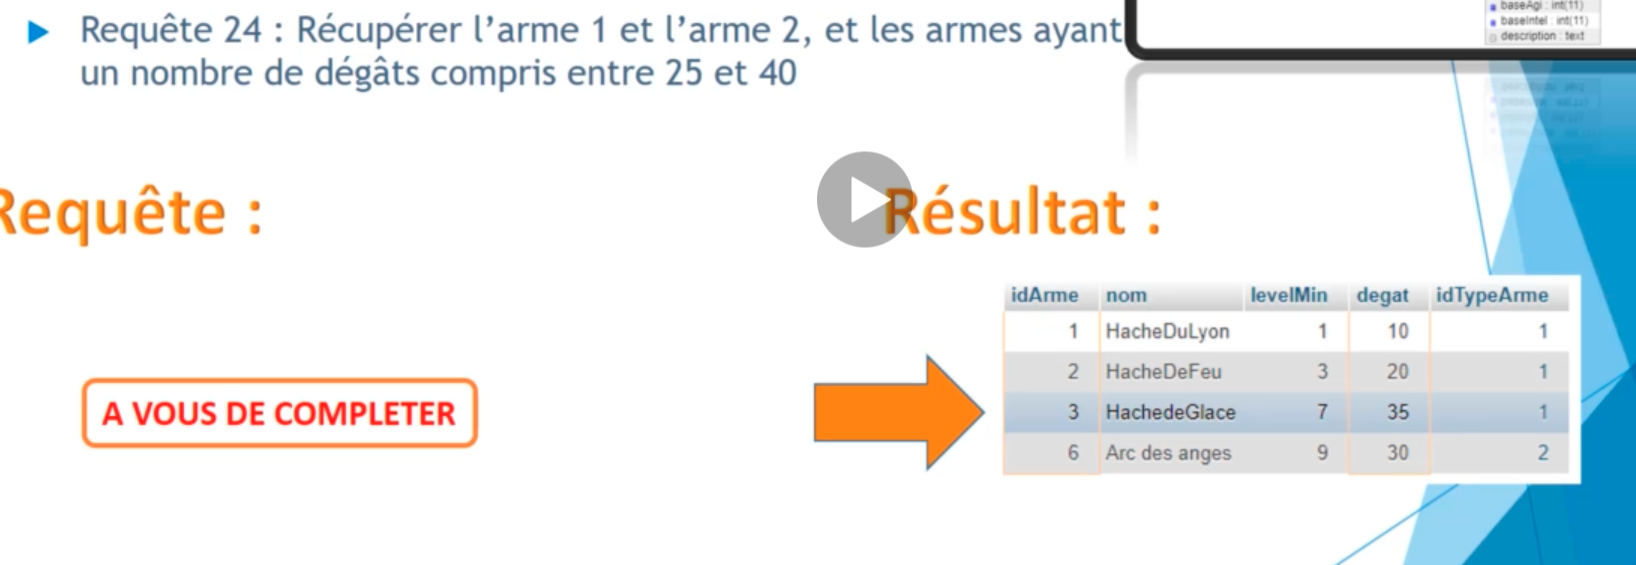 baseAgi : int(11)
baseIntel : int(11)
description : text
Requête 24 : Récupérer l'arme 1 et l'arme 2, et les armes ayant
un nombre de dégâts compris entre 25 et 40
Requête :
A VOUS DE COMPLETER
Résultat :
idArme nom levelMin degat idTypeArme
1 HacheDuLyon 1 10 1
2 HacheDeFeu 3 20 1
3 HachedeGlace 7 35 1
6 Arc des anges 9 30 2